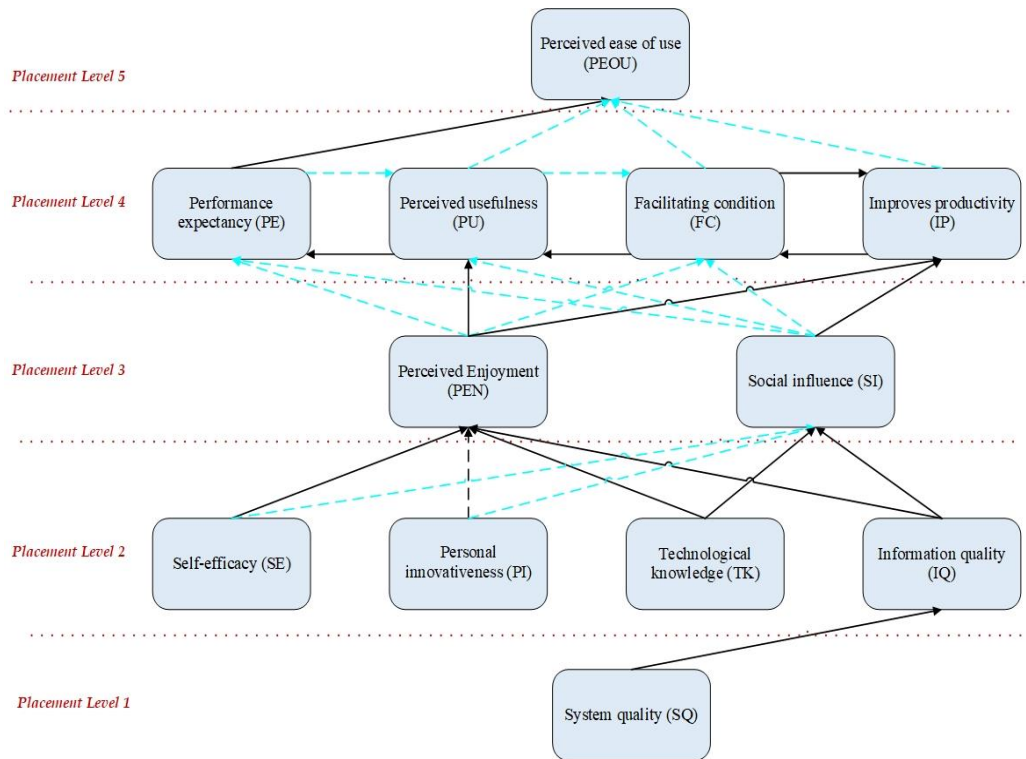 Perceived ease of use
(PEOU)
Placement Level 5
Performance
expectancy (PE)
Perceived usefulness
(PU)
Facilitating condition
(FC)
Improves productivity
(IP)
Placement Level 4
Perceived Enjoyment
(PEN)
Social influence (SI)
Placement Level 3
Self-efficacy (SE)
Personal
innovativeness (PI)
Technological
knowledge (TK)
Information quality
(IQ)
Placement Level 2
System quality (SQ)
Placement Level 1